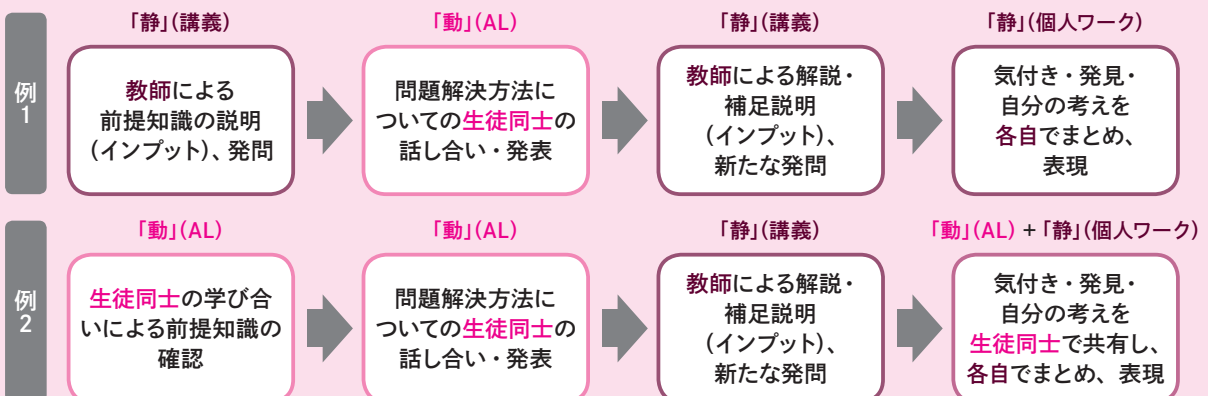 例1
「静」(講義)
教師による
前提知識の説明
(インプット)、発問
「動」(AL)
問題解決方法に
ついての生徒同士の
話し合い・発表
「静」(講義)
教師による解説・
補足説明
(インプット)、
新たな発問
「静」(個人ワーク)
気付き・発見・
自分の考えを
各自でまとめ、
表現
例2
「動」(AL)
生徒同士の学び合
いによる前提知識の
確認
「動」(AL)
問題解決方法に
ついての生徒同士の
話し合い・発表
「静」(講義)
教師による解説・
補足説明
(インプット)、
新たな発問
「動」(AL) + 「静」(個人ワーク)
気付き・発見・
自分の考えを
生徒同士で共有し、
各自でまとめ、表現